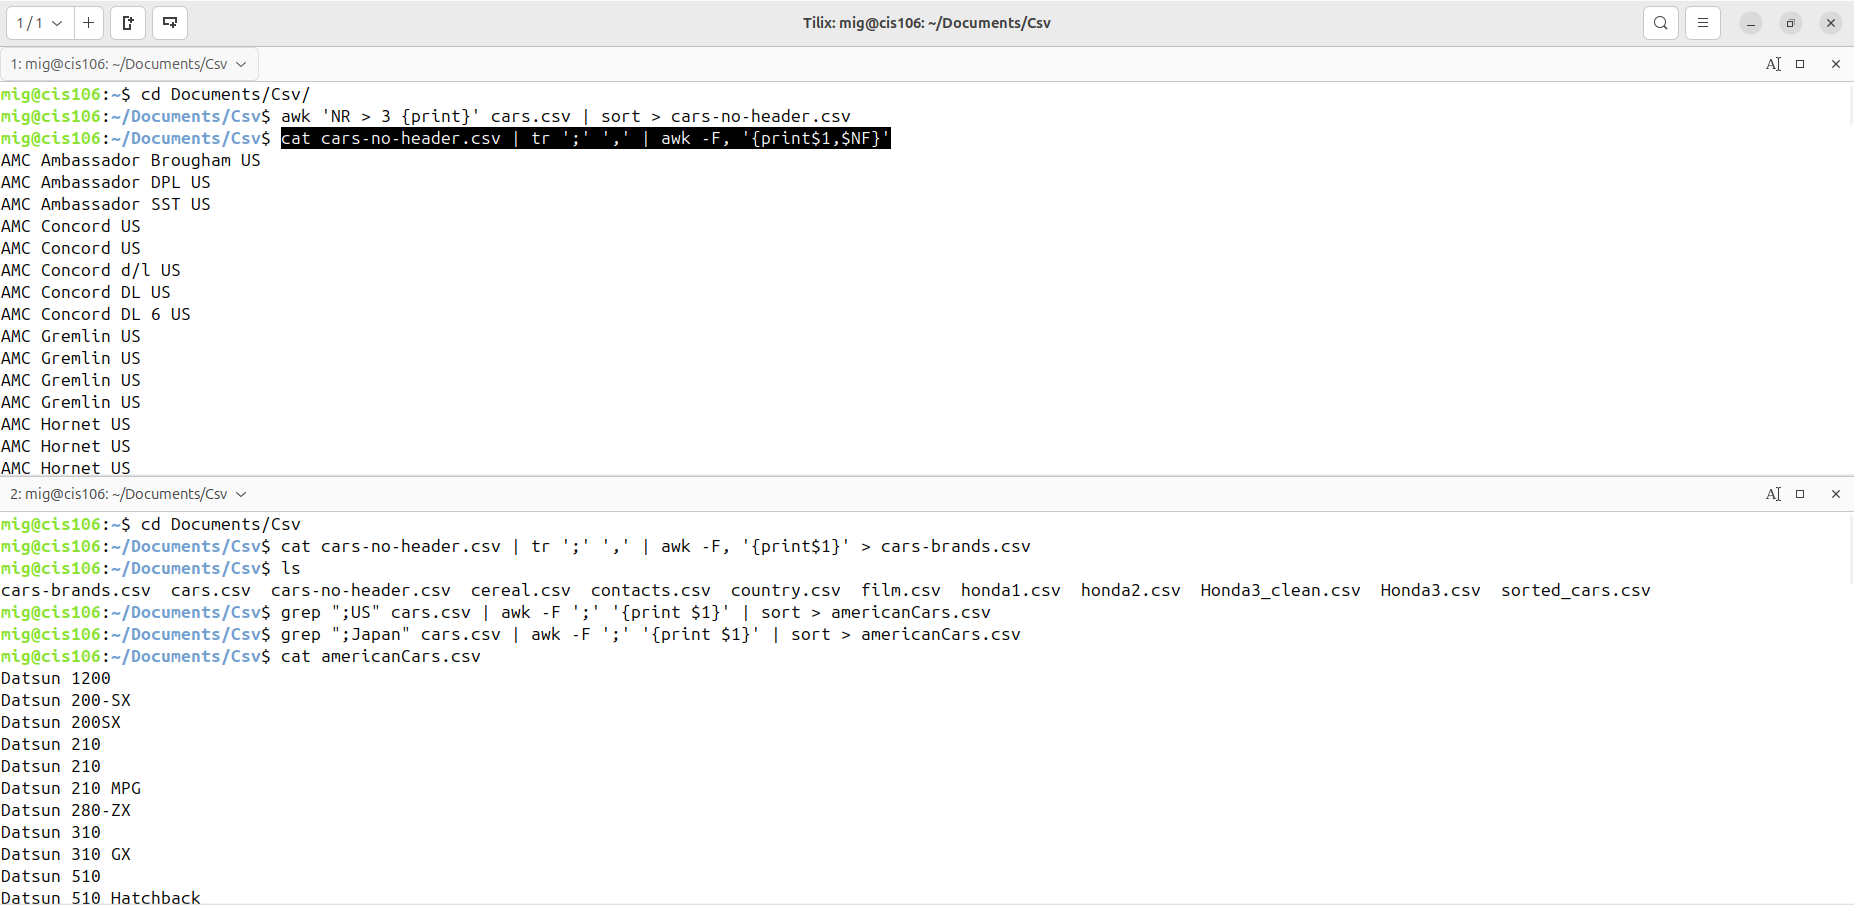 1 / 1
Tilix: mig@cis106: ~/Documents/Csv
1: mig@cis106: ~/Documents/Csv
mig@cis106:~$ cd Documents/Csv/
mig@cis106:~/Documents/Csv$ awk 'NR > 3 {print}' cars.csv | sort > cars-no-header.csv
mig@cis106:~/Documents/Csv$ cat cars-no-header.csv | tr ';' ',' | awk -F, '{print$1,$NF}'
AMC Ambassador Brougham US
AMC Ambassador DPL US
AMC Ambassador SST US
AMC Concord US
AMC Concord US
AMC Concord d/l US
AMC Concord DL US
AMC Concord DL 6 US
AMC Gremlin US
AMC Gremlin US
AMC Gremlin US
AMC Gremlin US
AMC Hornet US
AMC Hornet US
AMC Hornet US
2: mig@cis106: ~/Documents/Csv
mig@cis106:~$ cd Documents/Csv
mig@cis106:~/Documents/Csv$ cat cars-no-header.csv | tr ';' ',' | awk -F, '{print$1}' > cars-brands.csv
mig@cis106:~/Documents/Csv$ ls
cars-brands.csv cars.csv cars-no-header.csv cereal.csv contacts.csv country.csv film.csv honda1.csv honda2.csv Honda3_clean.csv Honda3.csv sorted_cars.csv
mig@cis106:~/Documents/Csv$ grep ";US" cars.csv | awk -F ';' '{print $1}' | sort > americanCars.csv
mig@cis106:~/Documents/Csv$ grep ";Japan" cars.csv | awk -F ';' '{print $1}' | sort > americanCars.csv
mig@cis106:~/Documents/Csv$ cat americanCars.csv
Datsun 1200
Datsun 200-SX
Datsun 200SX
Datsun 210
Datsun 210
Datsun 210 MPG
Datsun 280-ZX
Datsun 310
Datsun 310 GX
Datsun 510
Datsun 510 Hatchback